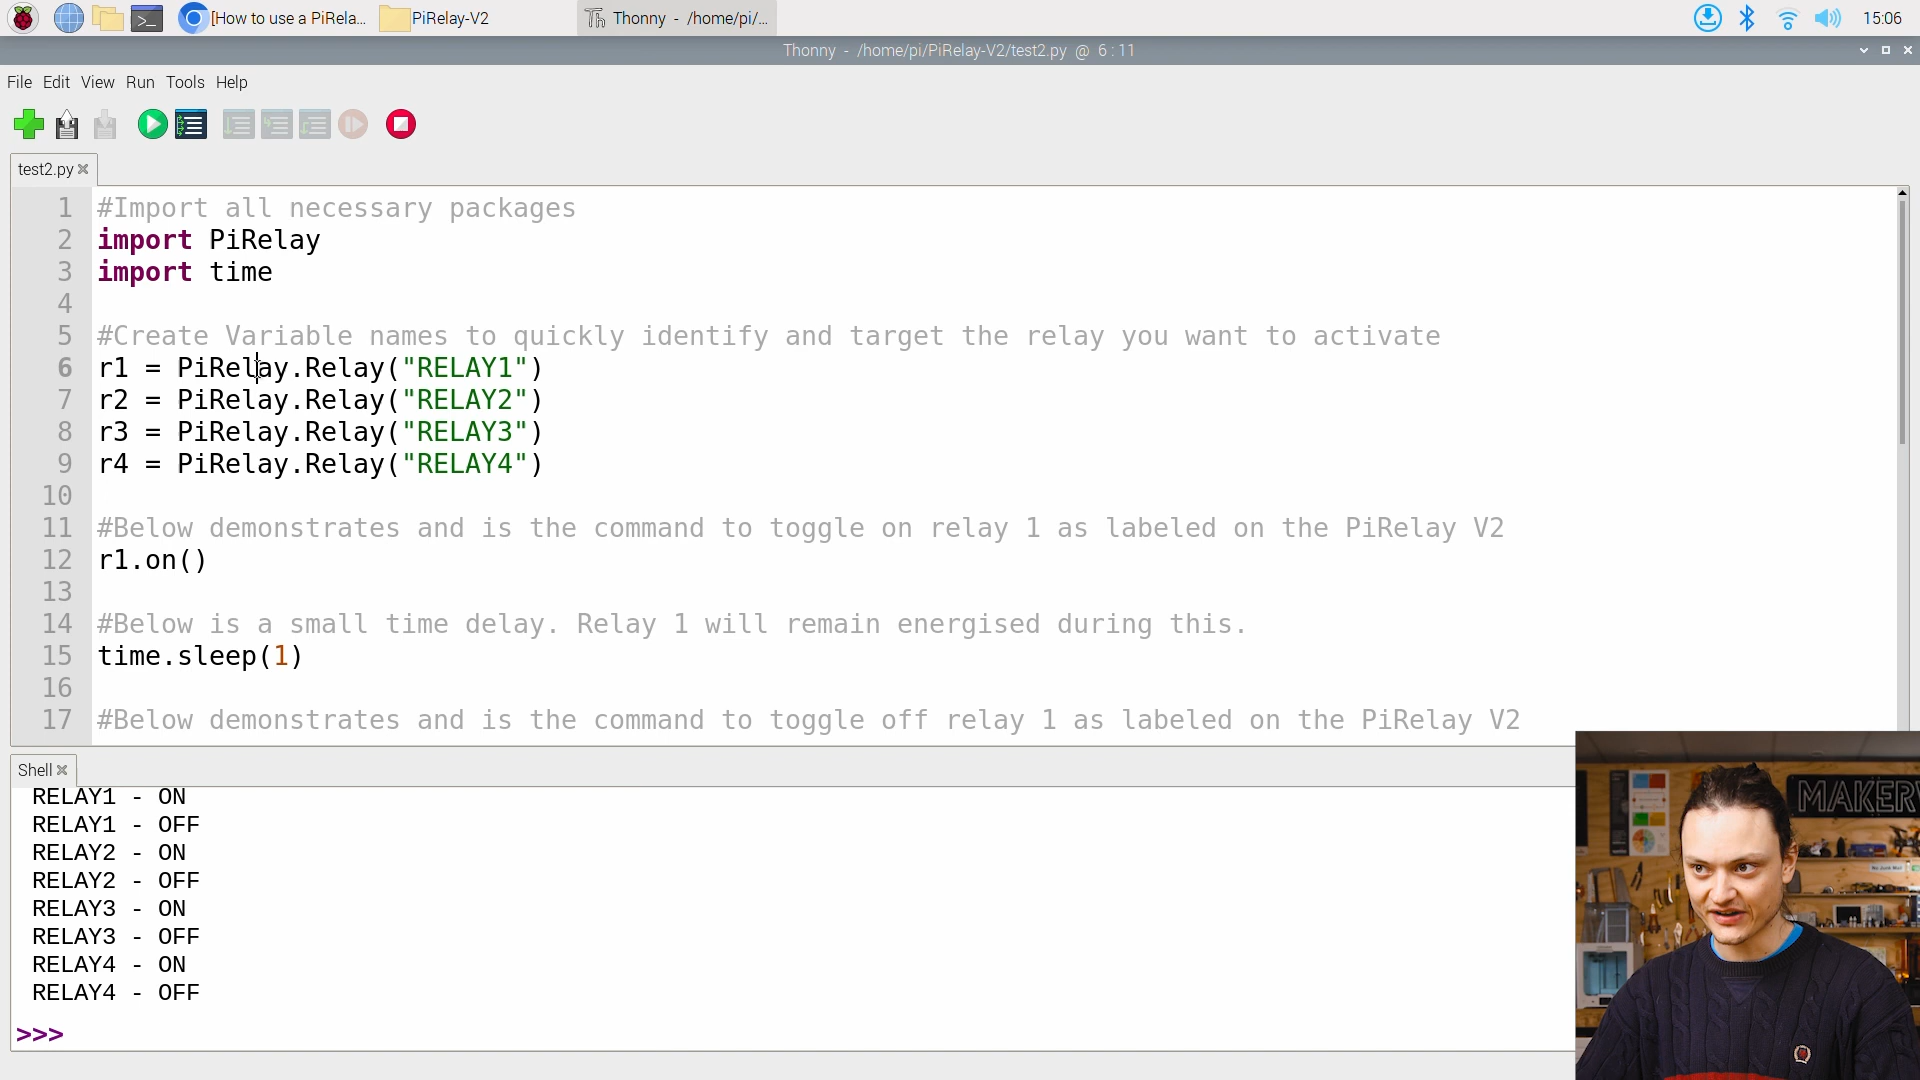 [How to use a PiRela...
PiRelay-V2
Thonny - /home/pi/...
15:06
Thonny - /home/pi/PiRelay-V2/test2.py @ 6 : 11
File Edit View Run Tools Help
test2.py
1 #Import all necessary packages
2 import PiRelay
3 import time
4
5 #Create Variable names to quickly identify and target the relay you want to activate
6 r1 = PiRelay.Relay("RELAY1")
7 r2 = PiRelay.Relay("RELAY2")
8 r3 = PiRelay.Relay("RELAY3")
9 r4 = PiRelay.Relay("RELAY4")
10
11 #Below demonstrates and is the command to toggle on relay 1 as labeled on the PiRelay V2
12 r1.on()
13
14 #Below is a small time delay. Relay 1 will remain energised during this.
15 time.sleep(1)
16
17 #Below demonstrates and is the command to toggle off relay 1 as labeled on the PiRelay V2
Shell
RELAY1 - ON
RELAY1 - OFF
RELAY2 - ON
RELAY2 - OFF
RELAY3 - ON
RELAY3 - OFF
RELAY4 - ON
RELAY4 - OFF
>>>
MAKERV